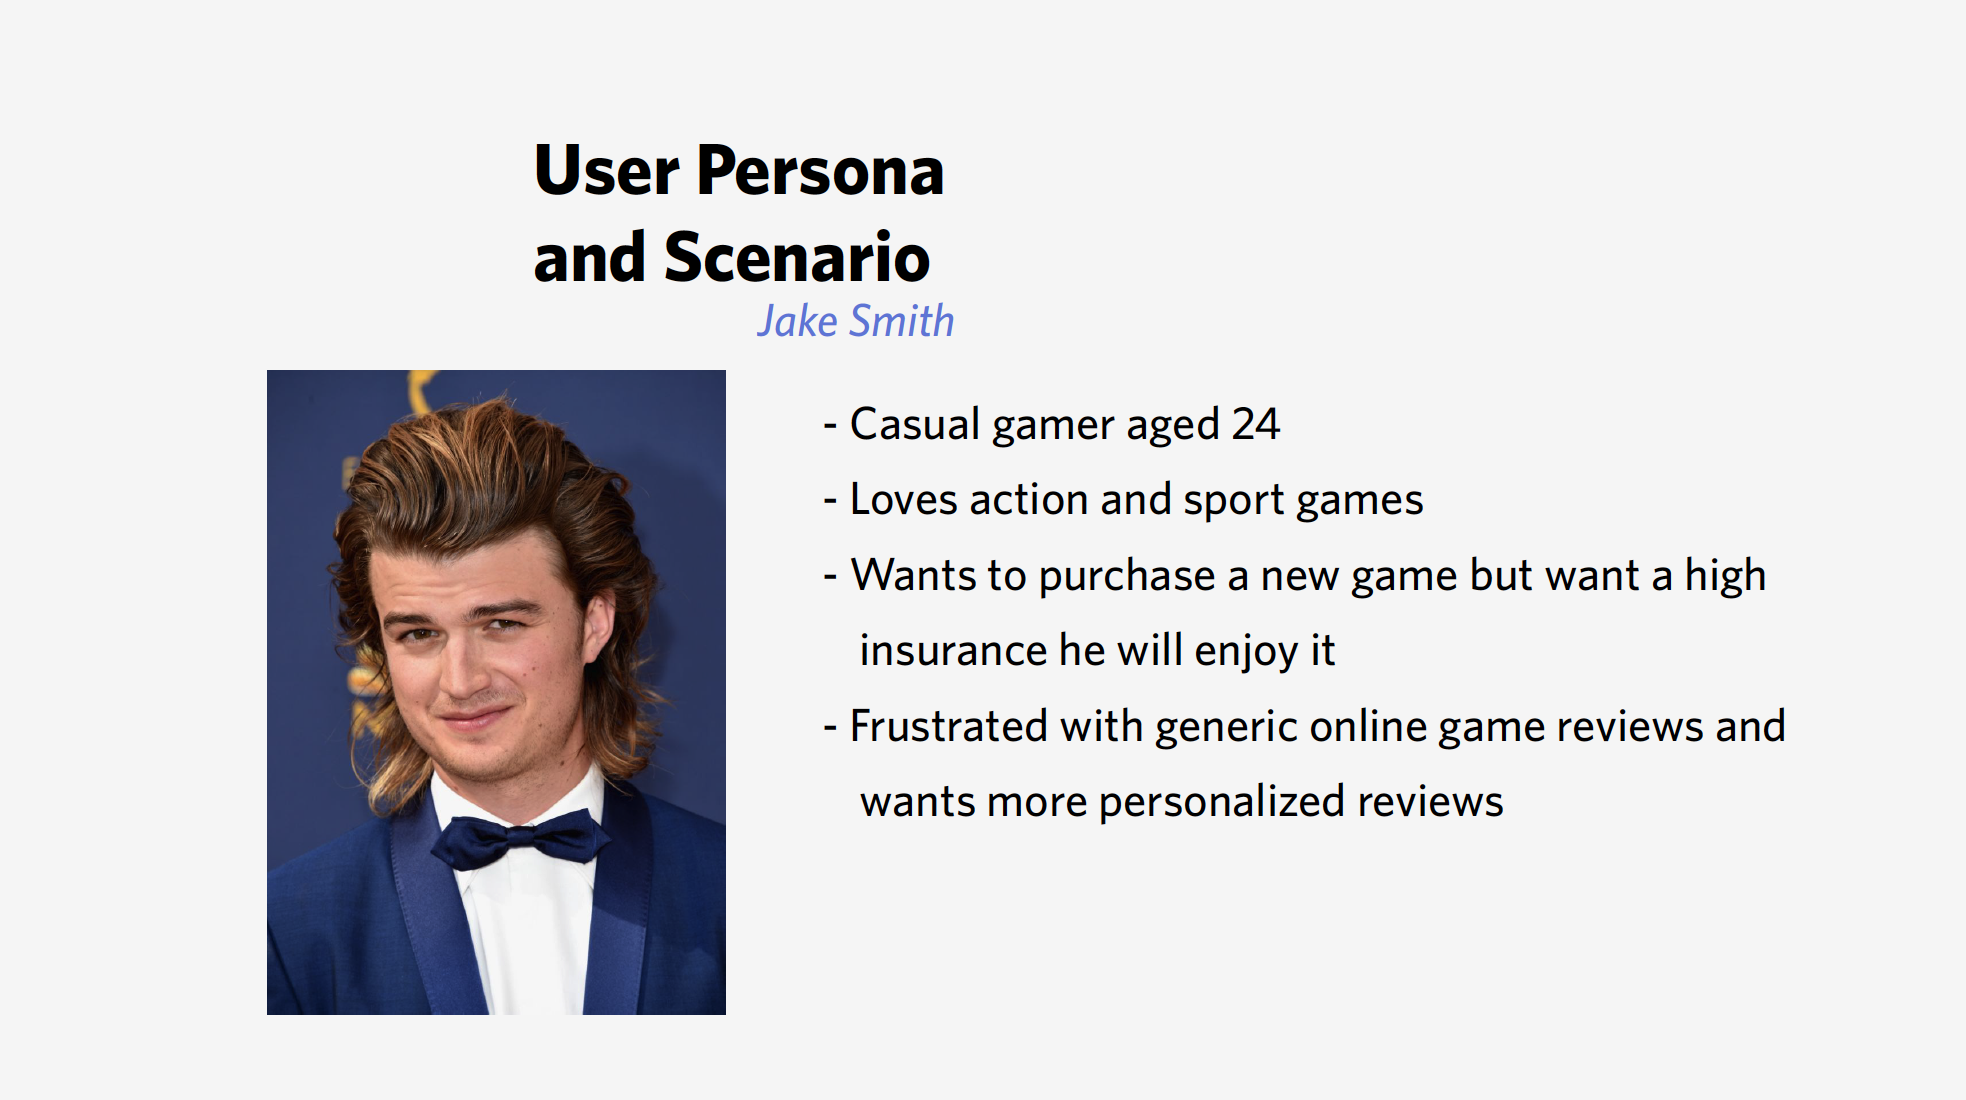 User Persona
and Scenario
Jake Smith
- Casual gamer aged 24
- Loves action and sport games
- Wants to purchase a new game but want a high
insurance he will enjoy it
- Frustrated with generic online game reviews and
wants more personalized reviews